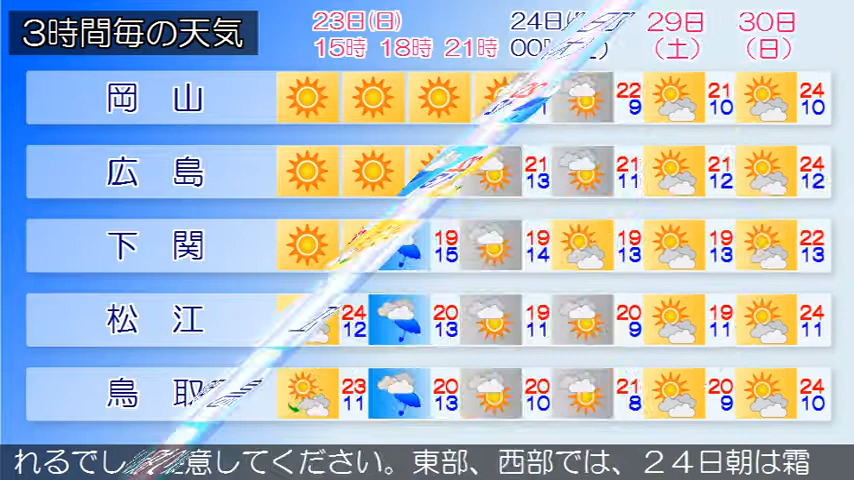 3時間毎の天気
23日(日) 24日( 29日 30日
15時 18時 21時 00 (土) (日)
岡山 22 9 21 10 24 10
広島 21 13 21 11 21 12 24 12
下関 19 15 19 14 19 13 19 13 22 13
松江 24 12 20 13 19 11 20 9 19 11 24 11
鳥取 23 11 20 13 20 10 21 8 20 9 24 10
れるでし 意してください。東部、西部では、24日朝は霜